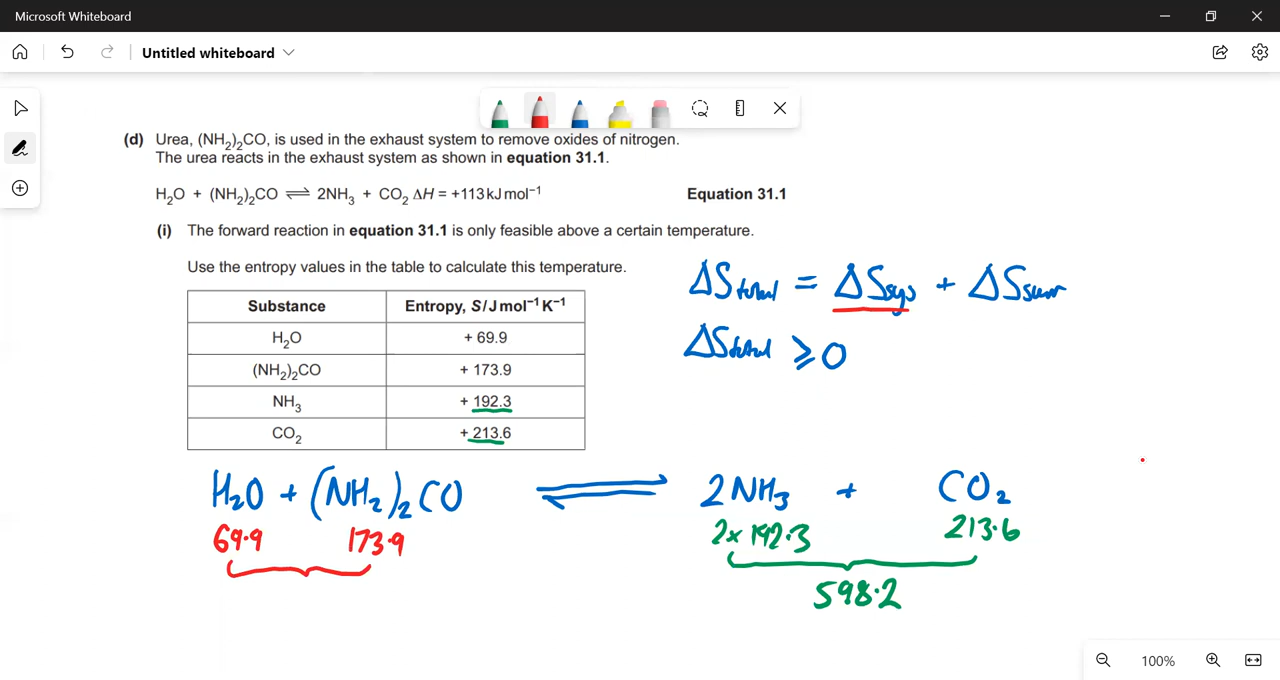 Microsoft Whiteboard
Untitled whiteboard
(d) Urea, (NH₂)₂CO, is used in the exhaust system to remove oxides of nitrogen.
The urea reacts in the exhaust system as shown in equation 31.1.
H₂O + (NH₂)₂CO ⇌ 2NH₃ + CO₂ ΔH = +113 kJ mol⁻¹ Equation 31.1
(i) The forward reaction in equation 31.1 is only feasible above a certain temperature.
Use the entropy values in the table to calculate this temperature.
Substance Entropy, S/J mol⁻¹ K⁻¹
H₂O + 69.9
(NH₂)₂CO + 173.9
NH₃ + 192.3
CO₂ + 213.6
ΔStotal = ΔSsys + ΔSsurr
ΔStotal ⩾ 0
H₂O + (NH₂)₂CO ⇌ 2NH₃ + CO₂
69.9 173.9 2×192.3 213.6
598.2
100%